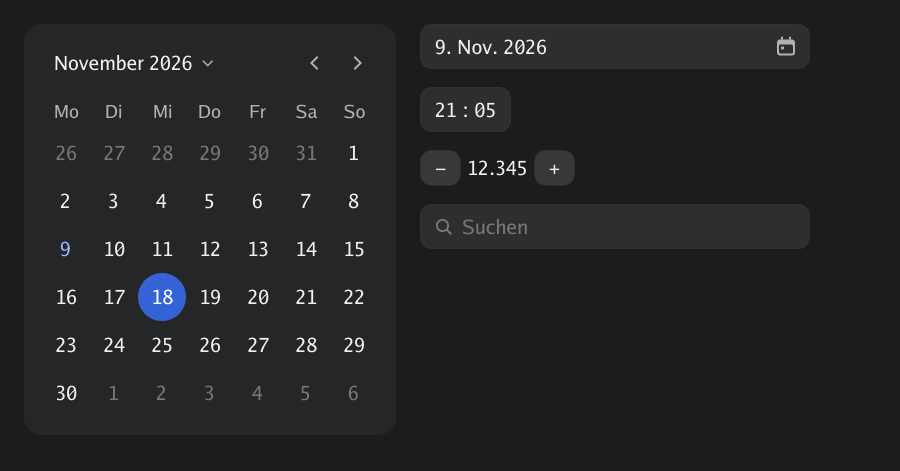 November 2026
Mo Di Mi Do Fr Sa So
26 27 28 29 30 31 1
2 3 4 5 6 7 8
9 10 11 12 13 14 15
16 17 18 19 20 21 22
23 24 25 26 27 28 29
30 1 2 3 4 5 6
9. Nov. 2026
21 : 05
− 12.345 +
Suchen